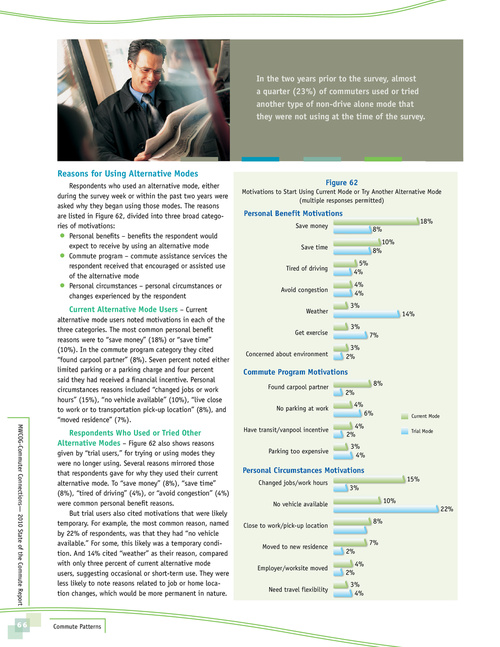 In the two years prior to the survey, almost
a quarter (23%) of commuters used or tried
another type of non-drive alone mode that
they were not using at the time of the survey.
Reasons for Using Alternative Modes
Respondents who used an alternative mode, either
during the survey week or within the past two years were
asked why they began using those modes. The reasons
are listed in Figure 62, divided into three broad catego-
ries of motivations:
• Personal benefits – benefits the respondent would
expect to receive by using an alternative mode
• Commute program – commute assistance services the
respondent received that encouraged or assisted use
of the alternative mode
• Personal circumstances – personal circumstances or
changes experienced by the respondent
Current Alternative Mode Users – Current
alternative mode users noted motivations in each of the
three categories. The most common personal benefit
reasons were to "save money" (18%) or "save time"
(10%). In the commute program category they cited
"found carpool partner" (8%). Seven percent noted either
limited parking or a parking charge and four percent
said they had received a financial incentive. Personal
circumstances reasons included "changed jobs or work
hours" (15%), "no vehicle available" (10%), "live close
to work or to transportation pick-up location" (8%), and
"moved residence" (7%).
Respondents Who Used or Tried Other
Alternative Modes – Figure 62 also shows reasons
given by "trial users," for trying or using modes they
were no longer using. Several reasons mirrored those
that respondents gave for why they used their current
alternative mode. To "save money" (8%), "save time"
(8%), "tired of driving" (4%), or "avoid congestion" (4%)
were common personal benefit reasons.
But trial users also cited motivations that were likely
temporary. For example, the most common reason, named
by 22% of respondents, was that they had "no vehicle
available." For some, this was likely a temporary condi-
tion. And 14% cited "weather" as their reason, compared
with only three percent of current alternative mode
users, suggesting occasional or short-term use. They were
less likely to note reasons related to job or home loca-
tion changes, which would be more permanent in nature.
Figure 62
Motivations to Start Using Current Mode or Try Another Alternative Mode
(multiple responses permitted)
Personal Benefit Motivations
Save money 18%
8%
Save time 10%
8%
Tired of driving 5%
4%
Avoid congestion 4%
4%
Weather 3%
14%
Get exercise 3%
7%
Concerned about environment 3%
2%
Commute Program Motivations
Found carpool partner 8%
2%
No parking at work 4%
6%
Have transit/vanpool incentive 4%
2%
Parking too expensive 3%
4%
Current Mode
Trial Mode
Personal Circumstances Motivations
Changed jobs/work hours 15%
3%
No vehicle available 10%
22%
Close to work/pick-up location 8%
Moved to new residence 7%
2%
Employer/worksite moved 4%
2%
Need travel flexibility 3%
4%
MWCOG-Commuter Connections— 2010 State of the Commute Report
Commute Patterns